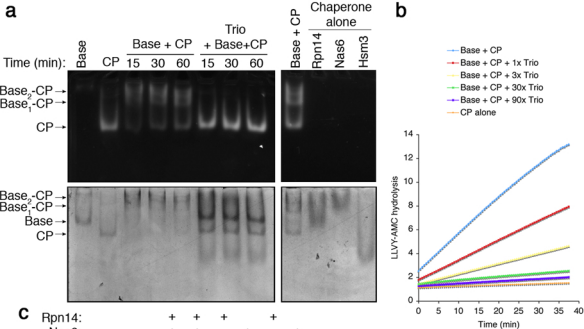 a
Base
CP
Base + CP
Trio
+ Base+CP
Base + CP
Chaperone
alone
Rpn14
Nas6
Hsm3
Time (min): 15 30 60 15 30 60
Base2-CP
Base1-CP
CP
Base2-CP
Base1-CP
Base
CP
b
Base + CP
Base + CP + 1x Trio
Base + CP + 3x Trio
Base + CP + 30x Trio
Base + CP + 90x Trio
CP alone
LLVY-AMC hydrolysis
14
12
10
8
6
4
2
0
0 5 10 15 20 25 30 35 40
Time (min)
c
Rpn14: + + + +